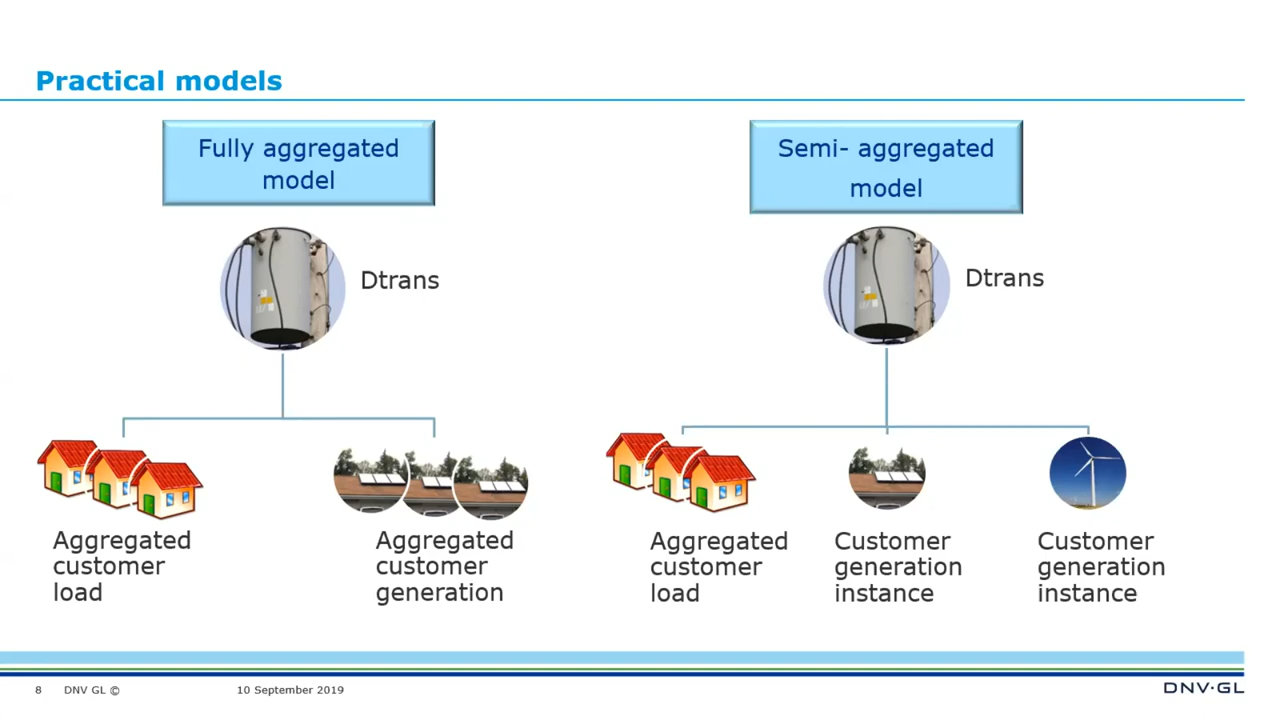 Practical models
Fully aggregated
model
Dtrans
Aggregated
customer
load
Aggregated
customer
generation
Semi- aggregated
model
Dtrans
Aggregated
customer
load
Customer
generation
instance
Customer
generation
instance
8 DNV GL © 10 September 2019
DNV·GL